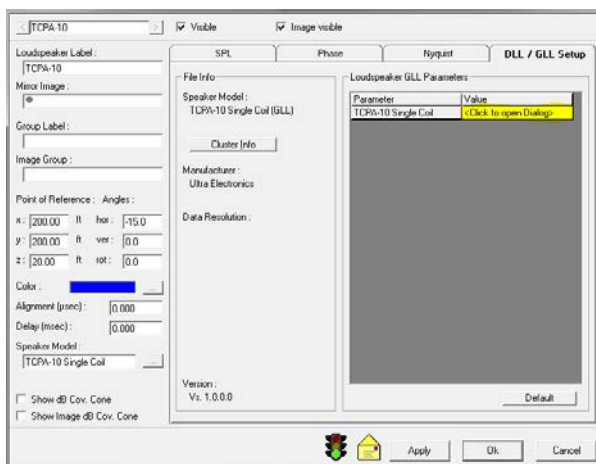 TCPA-10
Visible
Image visible
Loudspeaker Label :
TCPA-10
Mirror Image :
Group Label :
Image Group :
Point of Reference : Angles :
x : 200.00 ft hor : -15.0
y : 200.00 ft ver : 0.0
z : 20.00 ft rot : 0.0
Color :
...
Alignment (µsec) : 0.000
Delay (msec) : 0.000
Speaker Model :
TCPA-10 Single Coil
...
Show dB Cov. Cone
Show Image dB Cov. Cone
SPL
Phase
Nyquist
DLL / GLL Setup
File Info
Speaker Model :
TCPA-10 Single Coil (GLL)
Cluster Info
Manufacturer :
Ultra Electronics
Data Resolution :
Version :
Vs. 1.0.0.0
Loudspeaker GLL Parameters
Parameter Value
TCPA-10 Single Coil <Click to open Dialog>
Default
Apply
Ok
Cancel